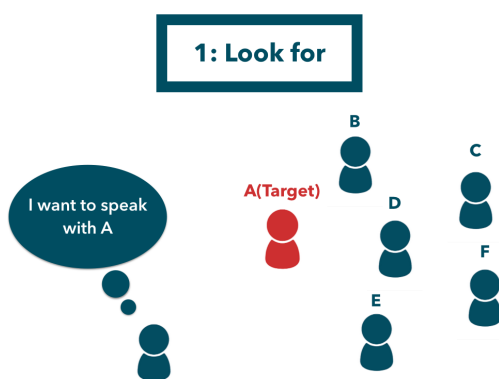 1: Look for
B
C
I want to speak
with A
A(Target)
D
F
E